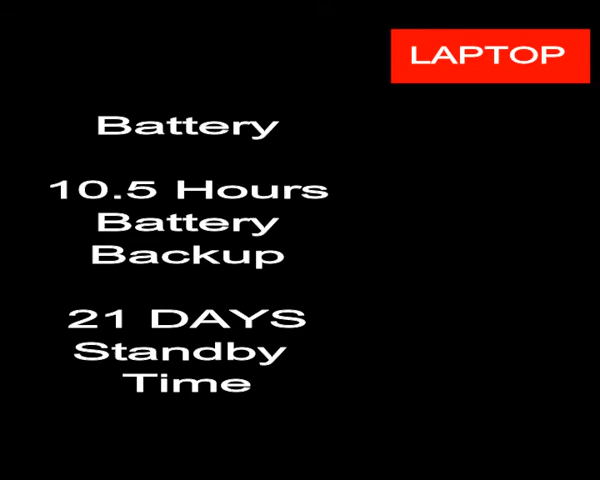 LAPTOP
Battery
10.5 Hours
Battery
Backup
21 DAYS
Standby
Time